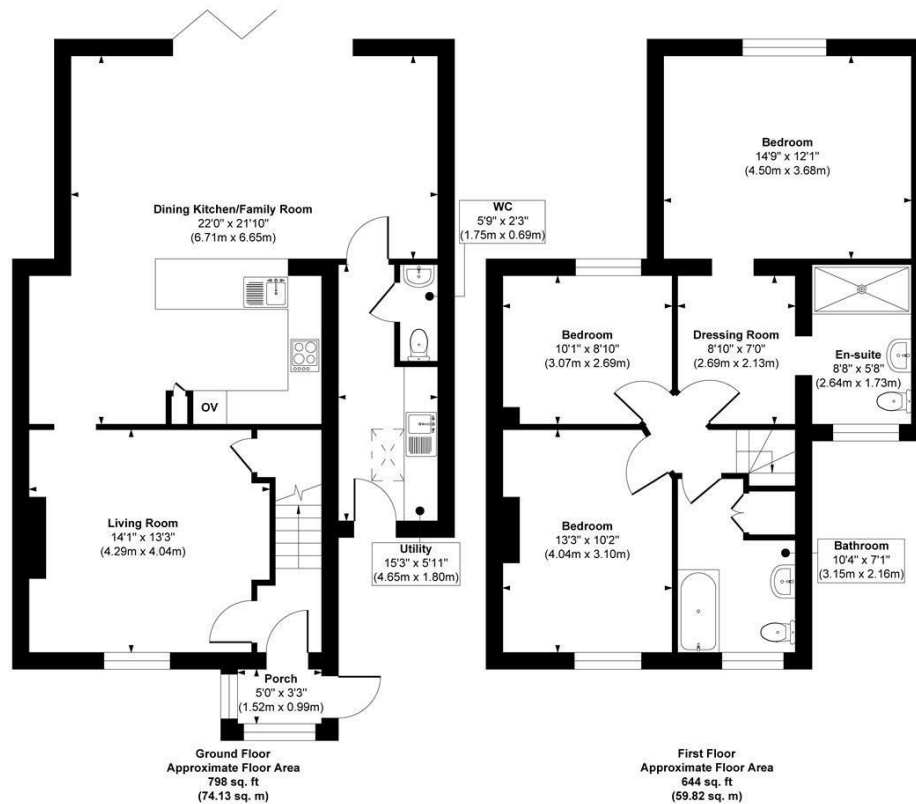 Dining Kitchen/Family Room
22'0" x 21'10"
(6.71m x 6.65m)
WC
5'9" x 2'3"
(1.75m x 0.69m)
OV
Living Room
14'1" x 13'3"
(4.29m x 4.04m)
Utility
15'3" x 5'11"
(4.65m x 1.80m)
Porch
5'0" x 3'3"
(1.52m x 0.99m)
Ground Floor
Approximate Floor Area
798 sq. ft
(74.13 sq. m)
Bedroom
14'9" x 12'1"
(4.50m x 3.68m)
Bedroom
10'1" x 8'10"
(3.07m x 2.69m)
Dressing Room
8'10" x 7'0"
(2.69m x 2.13m)
En-suite
8'8" x 5'8"
(2.64m x 1.73m)
Bedroom
13'3" x 10'2"
(4.04m x 3.10m)
Bathroom
10'4" x 7'1"
(3.15m x 2.16m)
First Floor
Approximate Floor Area
644 sq. ft
(59.82 sq. m)